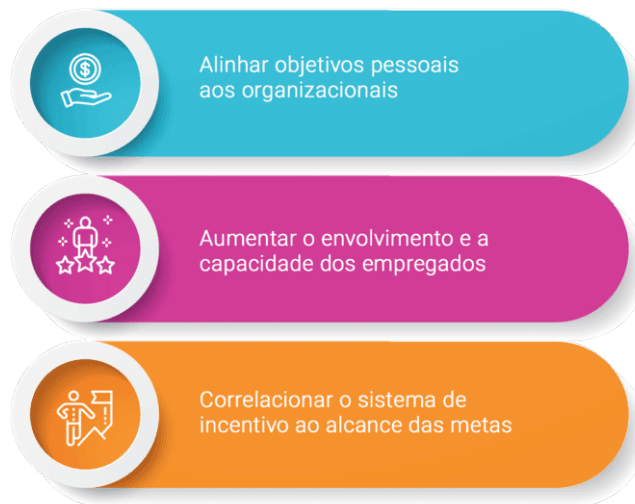 Alinhar objetivos pessoais
aos organizacionais
Aumentar o envolvimento e a
capacidade dos empregados
Correlacionar o sistema de
incentivo ao alcance das metas